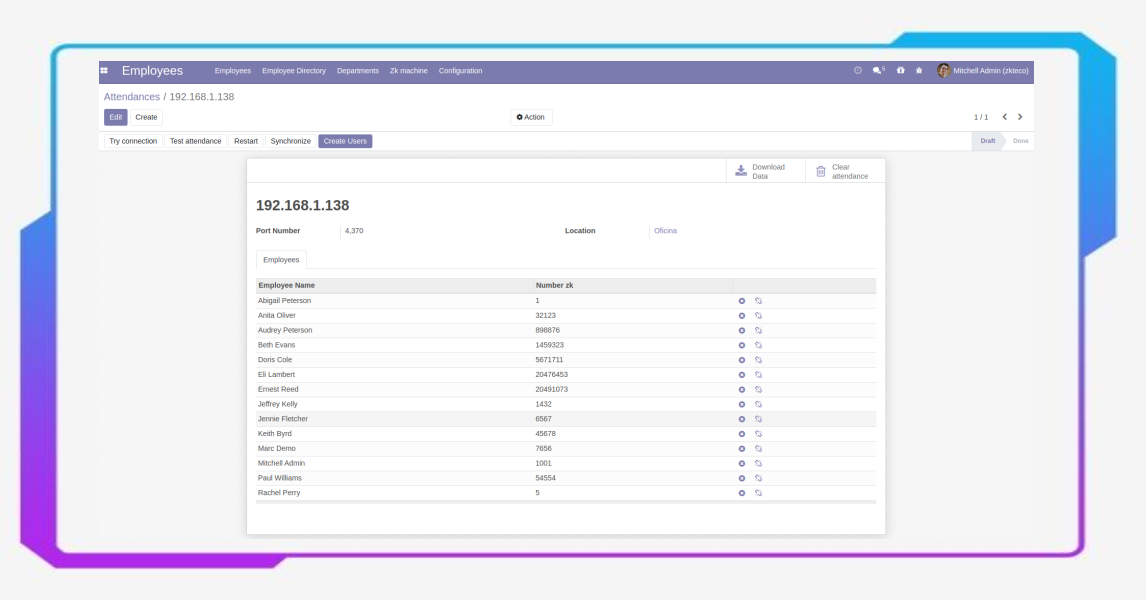 Employees Employees Employee Directory Departments Zk machine Configuration 5 Mitchell Admin (zkteco)
Attendances / 192.168.1.138
Edit Create Action 1 / 1
Try connection Test attendance Restart Synchronize Create Users Draft Done
Download Data Clear attendance
192.168.1.138
Port Number 4,370 Location Oficina
Employees
Employee Name Number zk
Abigail Peterson 1
Anita Oliver 32123
Audrey Peterson 898876
Beth Evans 1459323
Doris Cole 5671711
Eli Lambert 20476453
Ernest Reed 20491073
Jeffrey Kelly 1432
Jennie Fletcher 6567
Keith Byrd 45678
Marc Demo 7656
Mitchell Admin 1001
Paul Williams 54554
Rachel Perry 5